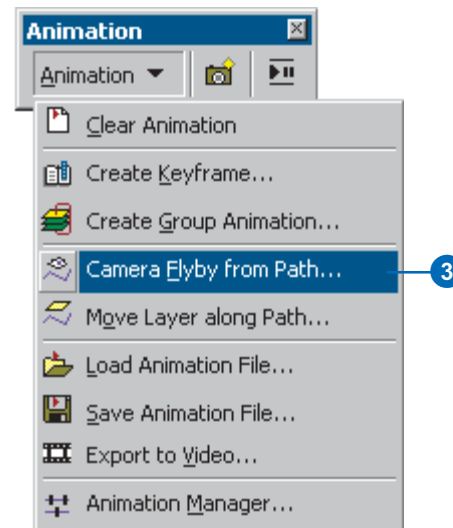 Animation
Animation
Clear Animation
Create Keyframe...
Create Group Animation...
Camera Flyby from Path...
3
Move Layer along Path...
Load Animation File...
Save Animation File...
Export to Video...
Animation Manager...